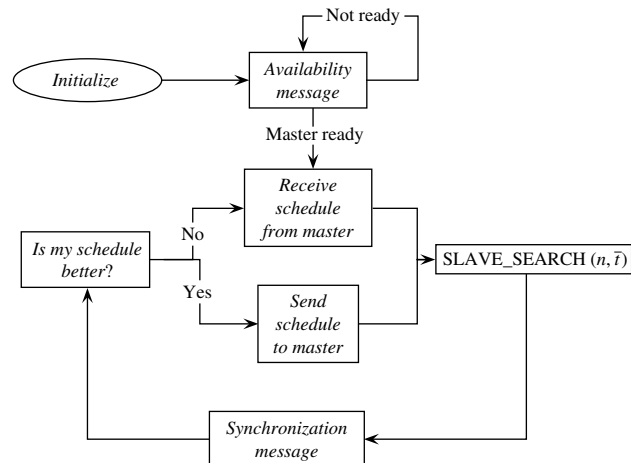 Not ready
Initialize
Availability
message
Master ready
Receive
schedule
from master
No
Is my schedule
better?
SLAVE_SEARCH (n, t̄)
Yes
Send
schedule
to master
Synchronization
message